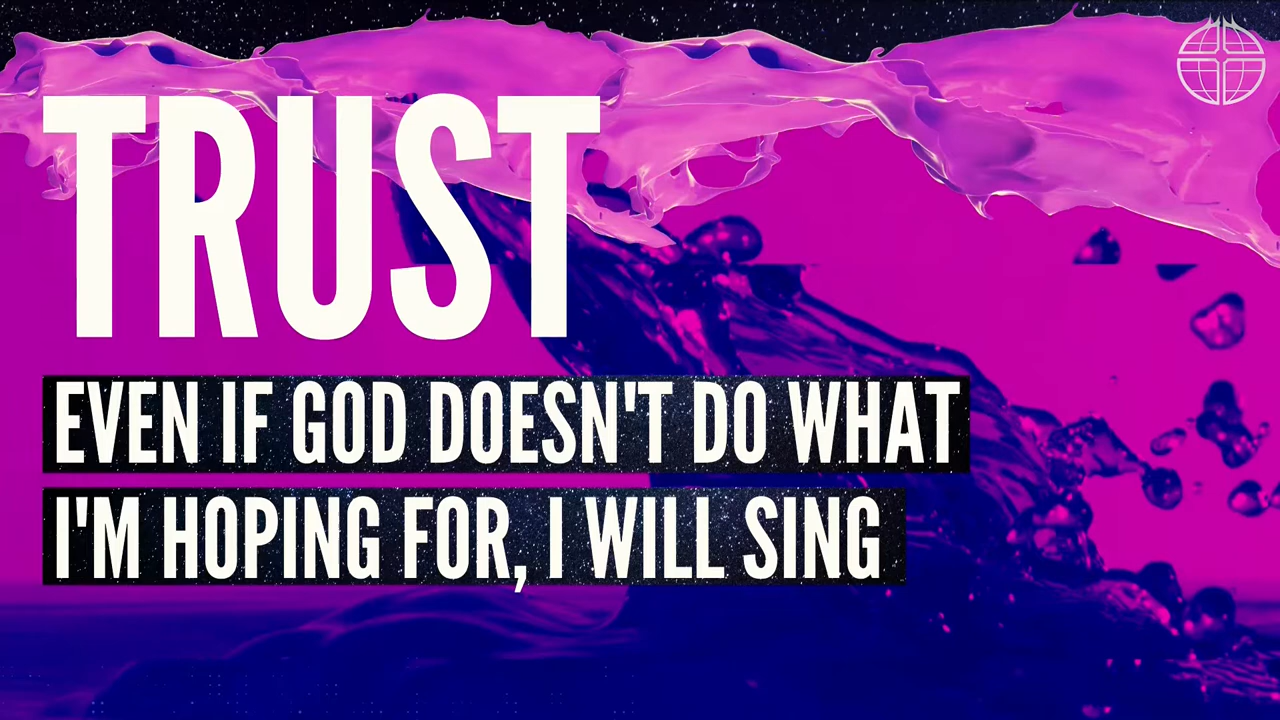 TRUST
EVEN IF GOD DOESN'T DO WHAT
I'M HOPING FOR, I WILL SING